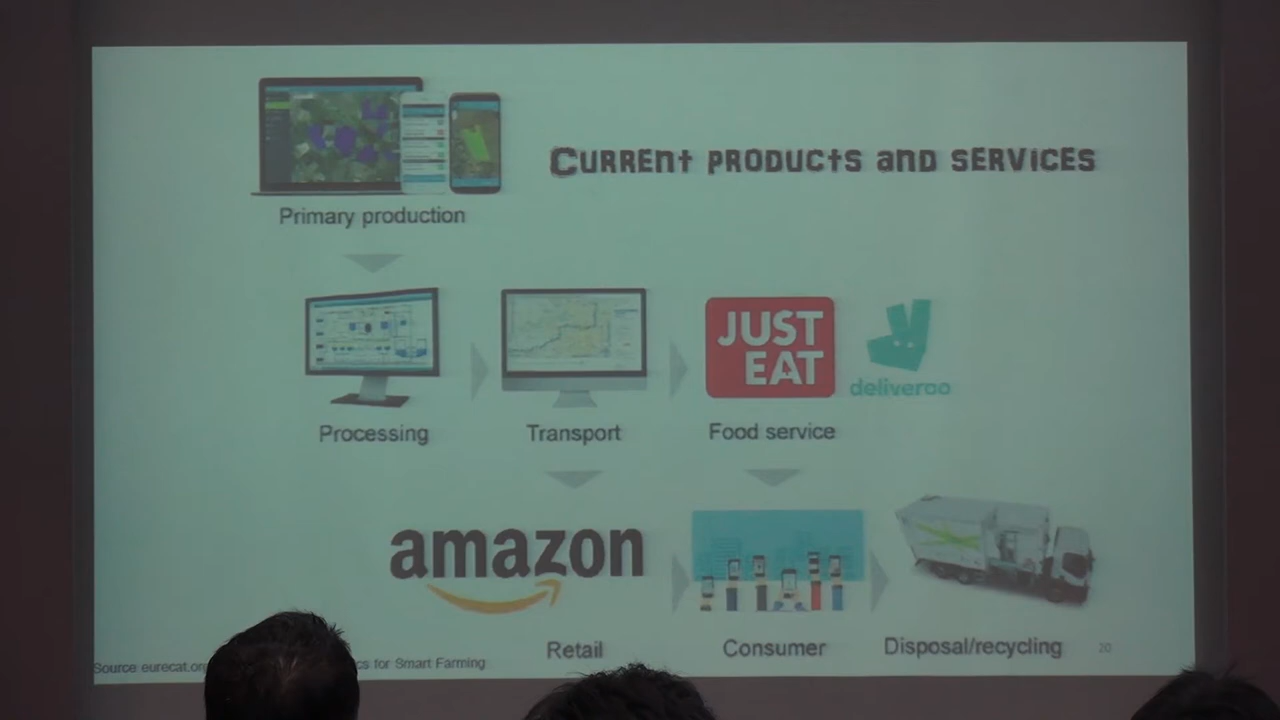 CURRENT PRODUCTS AND SERVICES
Primary production
JUST
EAT
deliveroo
Processing
Transport
Food service
amazon
Retail
Consumer
Disposal/recycling
20
Source eurecat.or
cs for Smart Farming